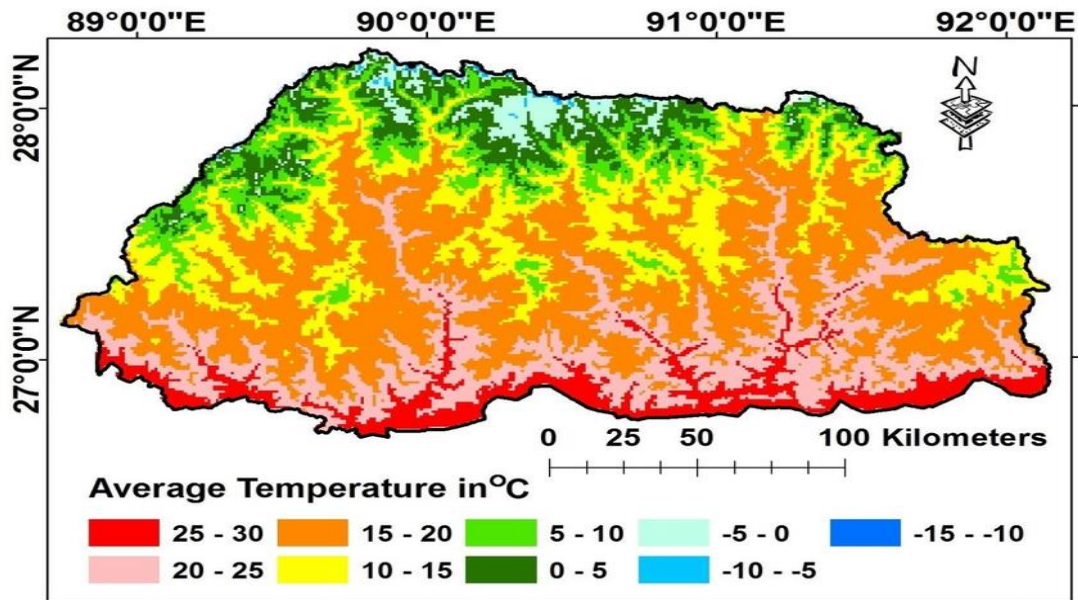 89°0'0"E 90°0'0"E 91°0'0"E 92°0'0"E
N
28°0'0"N
27°0'0"N
0 25 50 100 Kilometers
Average Temperature in°C
25 - 30 15 - 20 5 - 10 -5 - 0 -15 - -10
20 - 25 10 - 15 0 - 5 -10 - -5